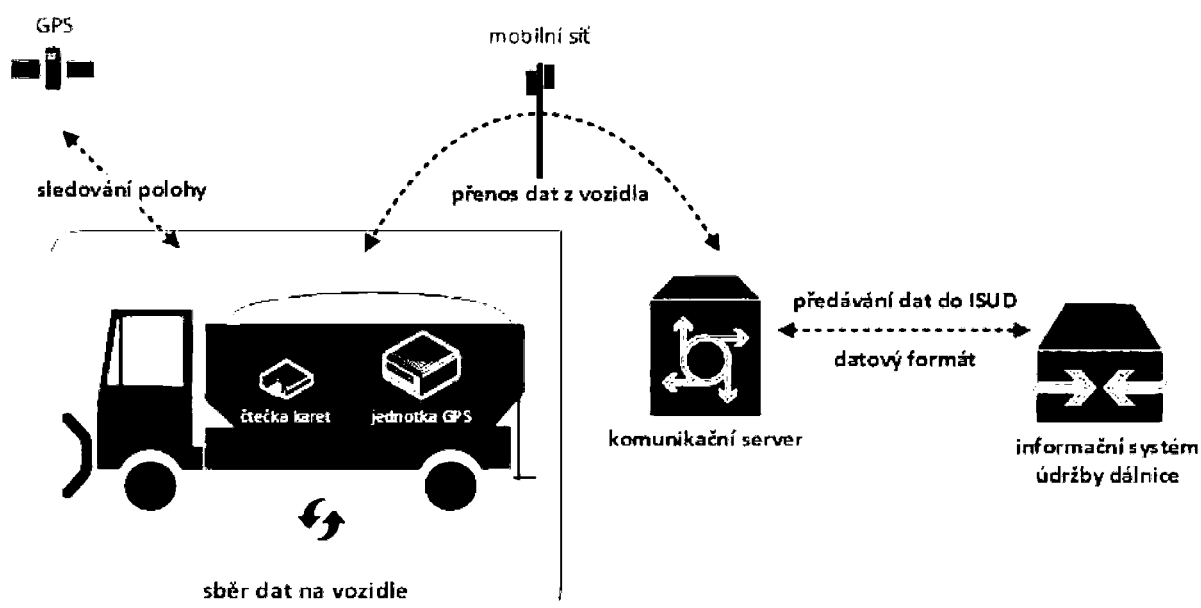 GPS
mobilní síť
sledování polohy
přenos dat z vozidla
předávání dat do ISUD
datový formát
čtečka karet
jednotka GPS
komunikační server
informační systém
údržby dálnice
sběr dat na vozidle